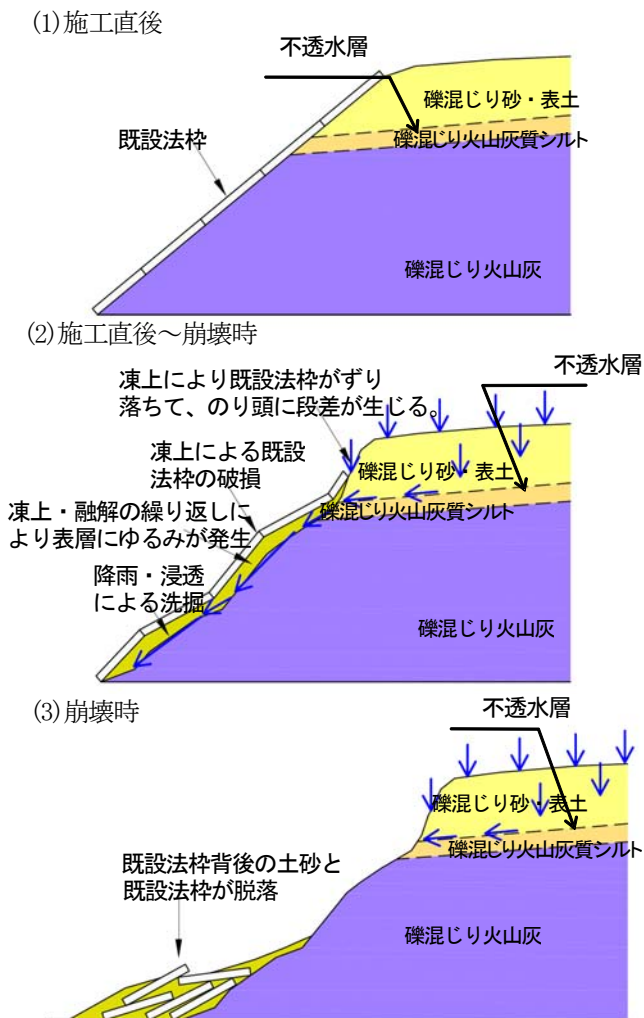 (1)施工直後
不透水層
礫混じり砂・表土
既設法枠
礫混じり火山灰質シルト
礫混じり火山灰
(2)施工直後～崩壊時
不透水層
凍上により既設法枠がずり
落ちて、のり頭に段差が生じる。
凍上による既設
法枠の破損
礫混じり砂・表土
凍上・融解の繰り返しに
より表層にゆるみが発生
礫混じり火山灰質シルト
降雨・浸透
による洗掘
礫混じり火山灰
(3)崩壊時
不透水層
礫混じり砂・表土
礫混じり火山灰質シルト
既設法枠背後の土砂と
既設法枠が脱落
礫混じり火山灰